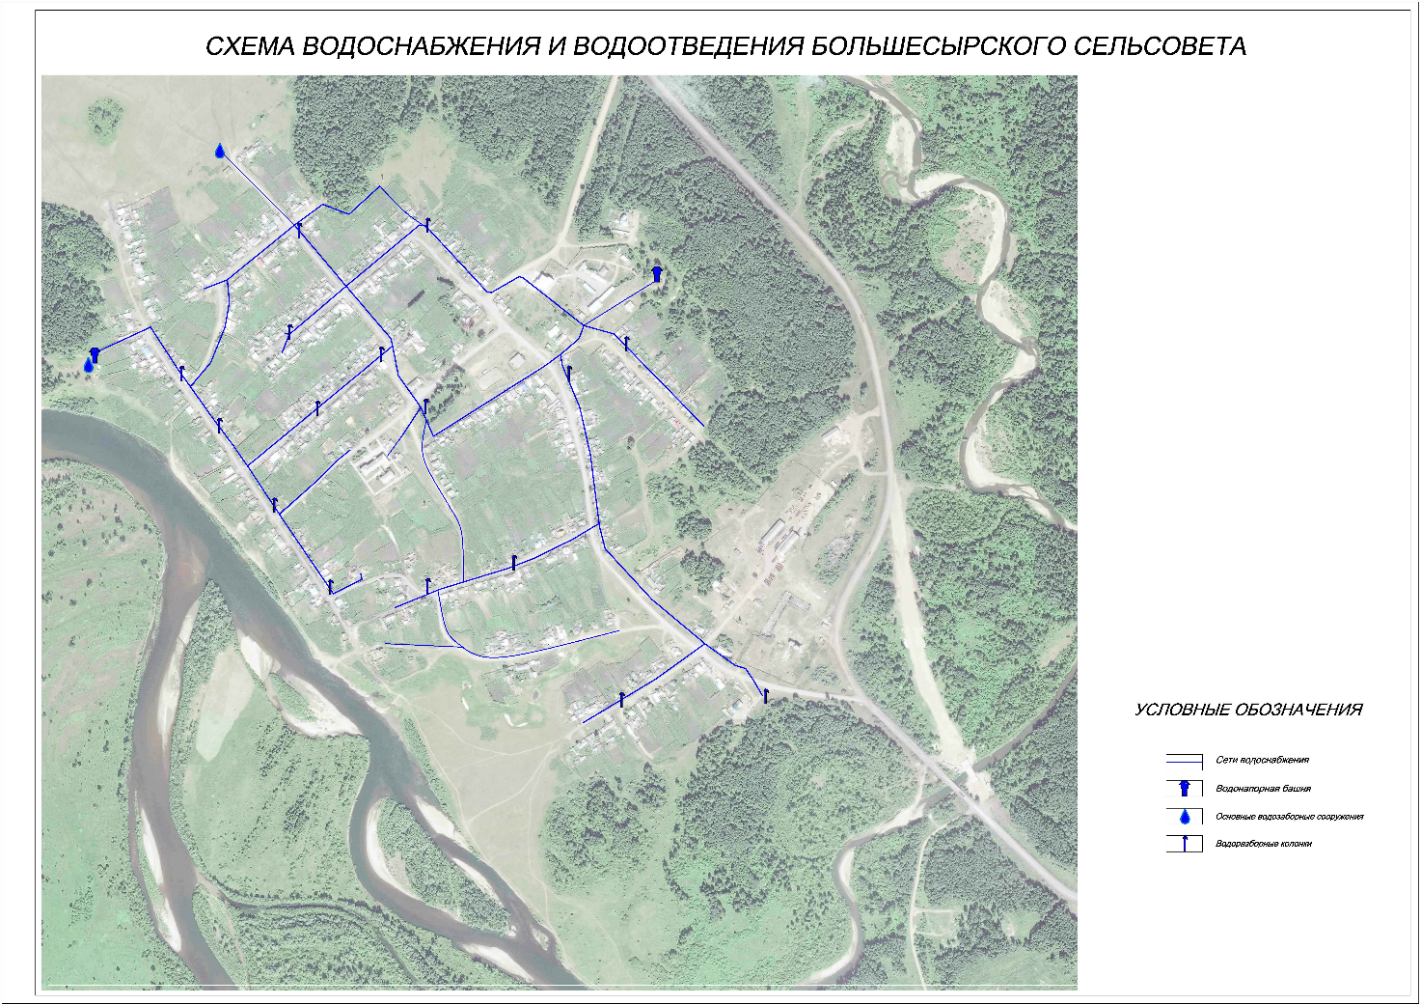 СХЕМА ВОДОСНАБЖЕНИЯ И ВОДООТВЕДЕНИЯ БОЛЬШЕСЫРСКОГО СЕЛЬСОВЕТА
УСЛОВНЫЕ ОБОЗНАЧЕНИЯ
Сети водоснабжения
Водонапорная башня
Основные водозаборные сооружения
Водоразборные колонки